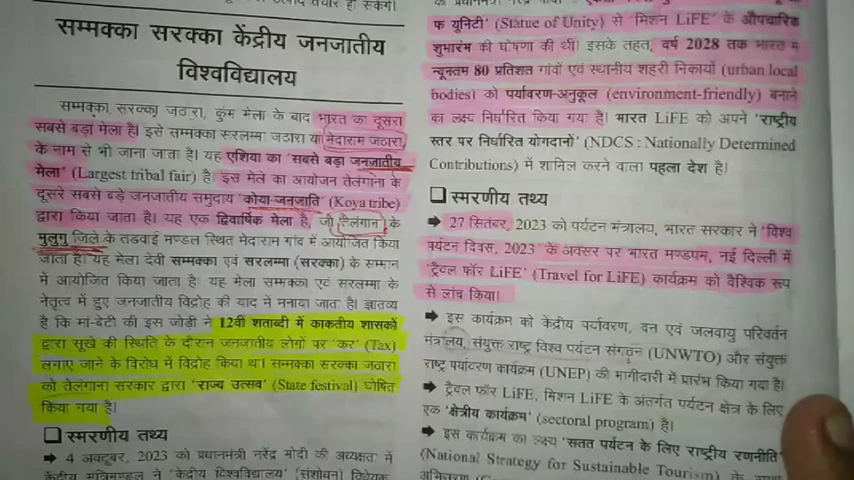 सम्मक्का सरक्का केंद्रीय जनजातीय
विश्वविद्यालय
सम्मक्का सरक्का जठारा, कुंभ मेला के बाद भारत का दूसरा
सबसे बड़ा मेला है। इसे सम्मक्का सरलम्मा जठारा या मेदाराम जठारा,
के नाम से भी जाना जाता है। यह एशिया का 'सबसे बड़ा जनजातीय
मेला' (Largest tribal fair) है। इस मेले का आयोजन तेलंगाना के
दूसरे सबसे बड़े जनजातीय समुदाय 'कोया जनजाति' (Koya tribe)
द्वारा किया जाता है। यह एक द्विवार्षिक मेला है, जो तेलंगाना के
मुलुगु जिले के तडवाई मण्डल स्थित मेदाराम गांव में आयोजित किया
जाता है। यह मेला देवी सम्मक्का एवं सरलम्मा (सरक्का) के सम्मान
में आयोजित किया जाता है। यह मेला सम्मक्का एवं सरलम्मा के
नेतृत्व में हुए जनजातीय विद्रोह की याद में मनाया जाता है। ज्ञातव्य
है कि मां-बेटी की इस जोड़ी ने 12वीं शताब्दी में काकतीय शासकों
द्वारा सूखे की स्थिति के दौरान जनजातीय लोगों पर 'कर' (Tax)
लगाए जाने के विरोध में विद्रोह किया था। सम्मक्का सरक्का जठारा
को तेलंगाना सरकार द्वारा 'राज्य उत्सव' (State festival) घोषित
किया गया है।
स्मरणीय तथ्य
➔ 4 अक्टूबर, 2023 को प्रधानमंत्री नरेंद्र मोदी की अध्यक्षता में
केंद्रीय मंत्रिमण्डल ने 'केंद्रीय विश्वविद्यालय (संशोधन) विधेयक
फ यूनिटी' (Statue of Unity) से 'मिशन LiFE' के औपचारिक
शुभारंभ की घोषणा की थी। इसके तहत, वर्ष 2028 तक भारत में
न्यूनतम 80 प्रतिशत गांवों एवं स्थानीय शहरी निकायों (urban local
bodies) को पर्यावरण-अनुकूल (environment-friendly) बनाने
का लक्ष्य निर्धारित किया गया है। भारत LiFE को अपने 'राष्ट्रीय
स्तर पर निर्धारित योगदानों' (NDCS : Nationally Determined
Contributions) में शामिल करने वाला पहला देश है।
स्मरणीय तथ्य
➔ 27 सितंबर, 2023 को पर्यटन मंत्रालय, भारत सरकार ने 'विश्व
पर्यटन दिवस, 2023' के अवसर पर भारत मण्डपम, नई दिल्ली में
'ट्रैवल फॉर LiFE' (Travel for LiFE) कार्यक्रम को वैश्विक रूप
से लांच किया।
➔ इस कार्यक्रम को केंद्रीय पर्यावरण, वन एवं जलवायु परिवर्तन
मंत्रालय, संयुक्त राष्ट्र विश्व पर्यटन संगठन (UNWTO) और संयुक्त
राष्ट्र पर्यावरण कार्यक्रम (UNEP) की भागीदारी में प्रारंभ किया गया है।
➔ ट्रैवल फॉर LiFE, मिशन LiFE के अंतर्गत पर्यटन क्षेत्र के लिए
एक 'क्षेत्रीय कार्यक्रम' (sectoral program) है।
➔ इस कार्यक्रम का लक्ष्य 'सतत पर्यटन के लिए राष्ट्रीय रणनीति'
(National Strategy for Sustainable Tourism) के